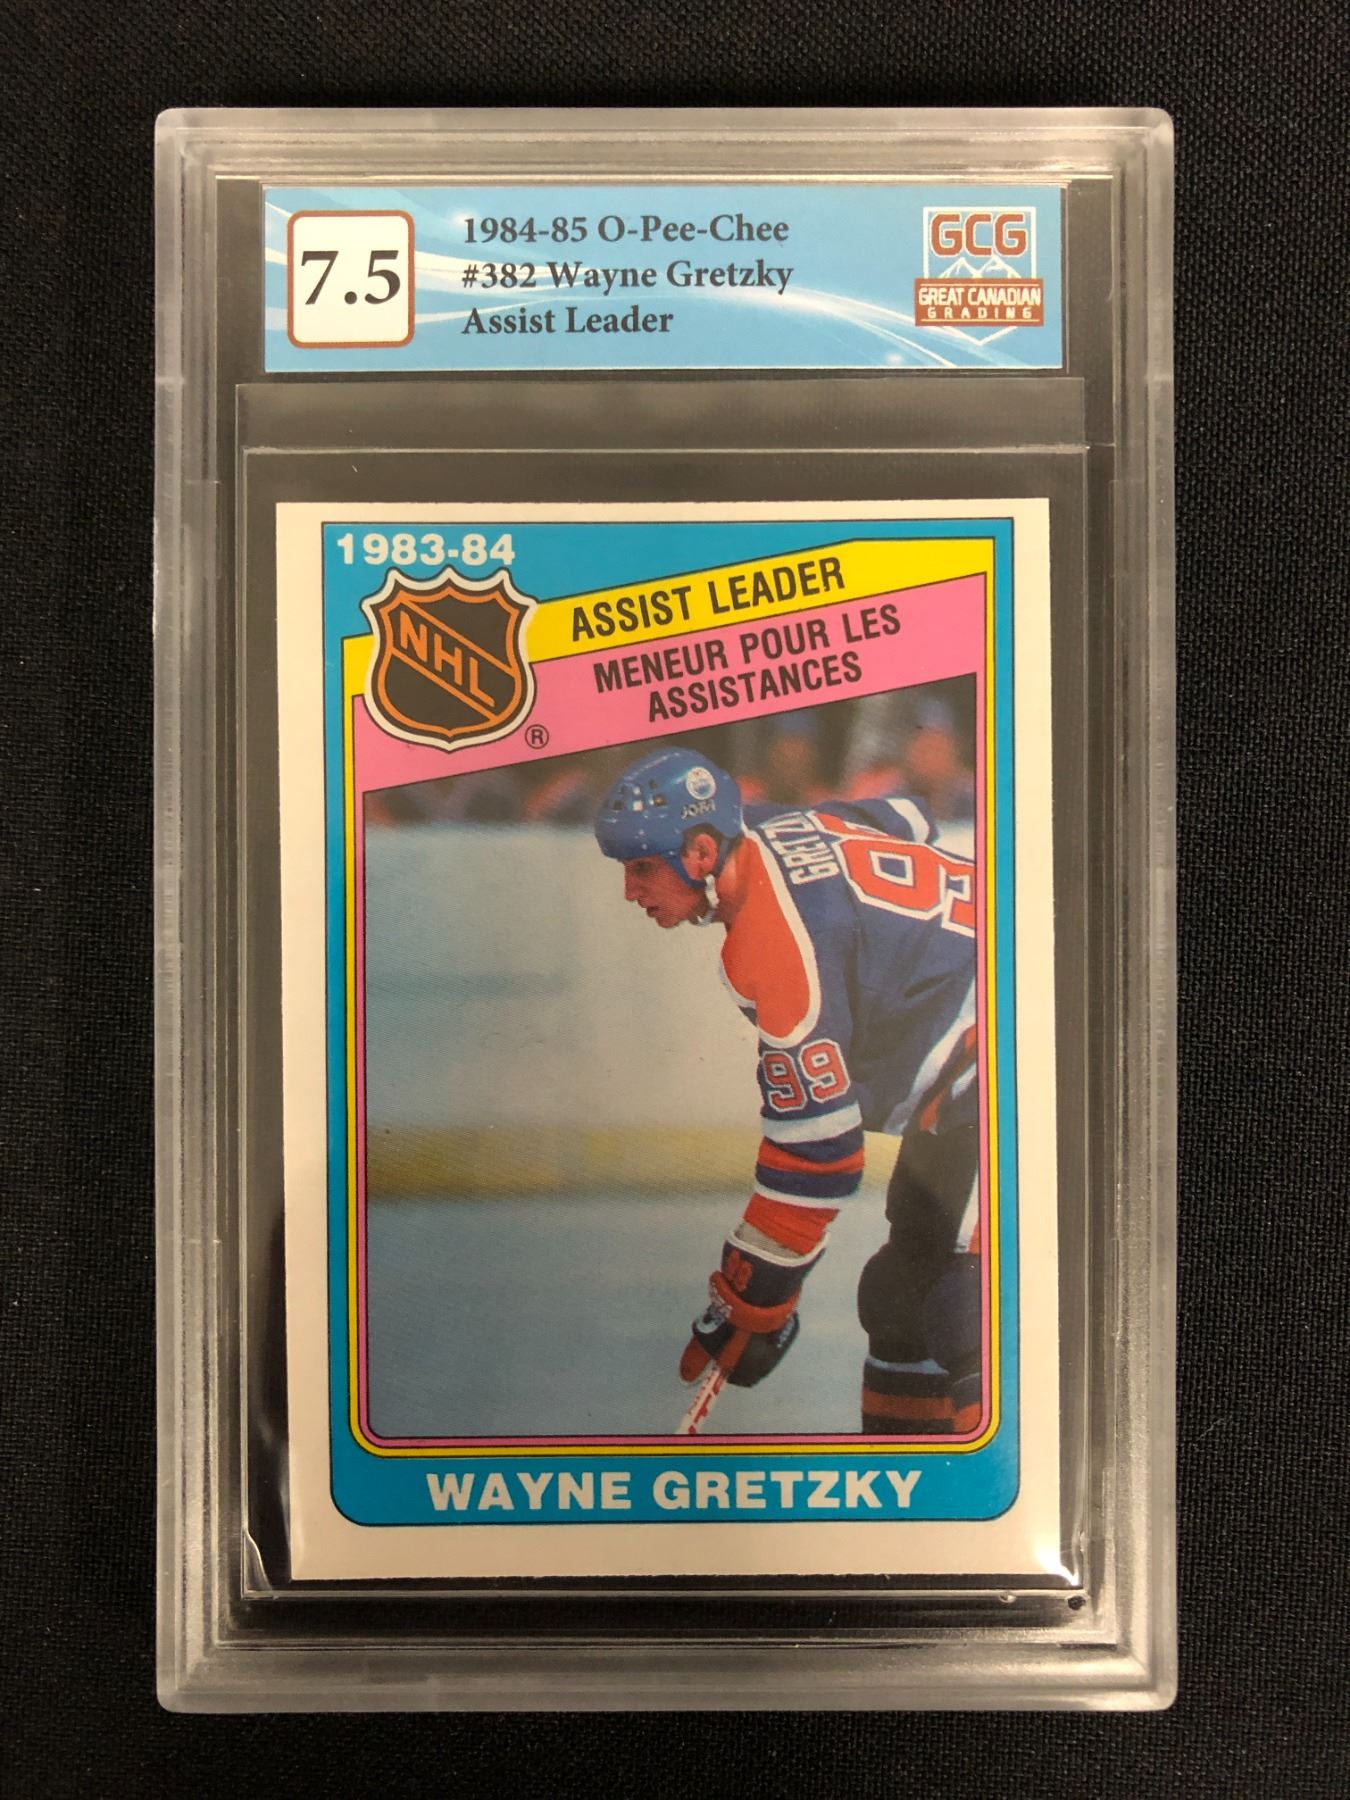 7.5
1984-85 O-Pee-Chee
#382 Wayne Gretzky
Assist Leader
GCG
GREAT CANADIAN
GRADING
1983-84
NHL
®
ASSIST LEADER
MENEUR POUR LES
ASSISTANCES
JOFA
GRETZKY
99
99
WAYNE GRETZKY